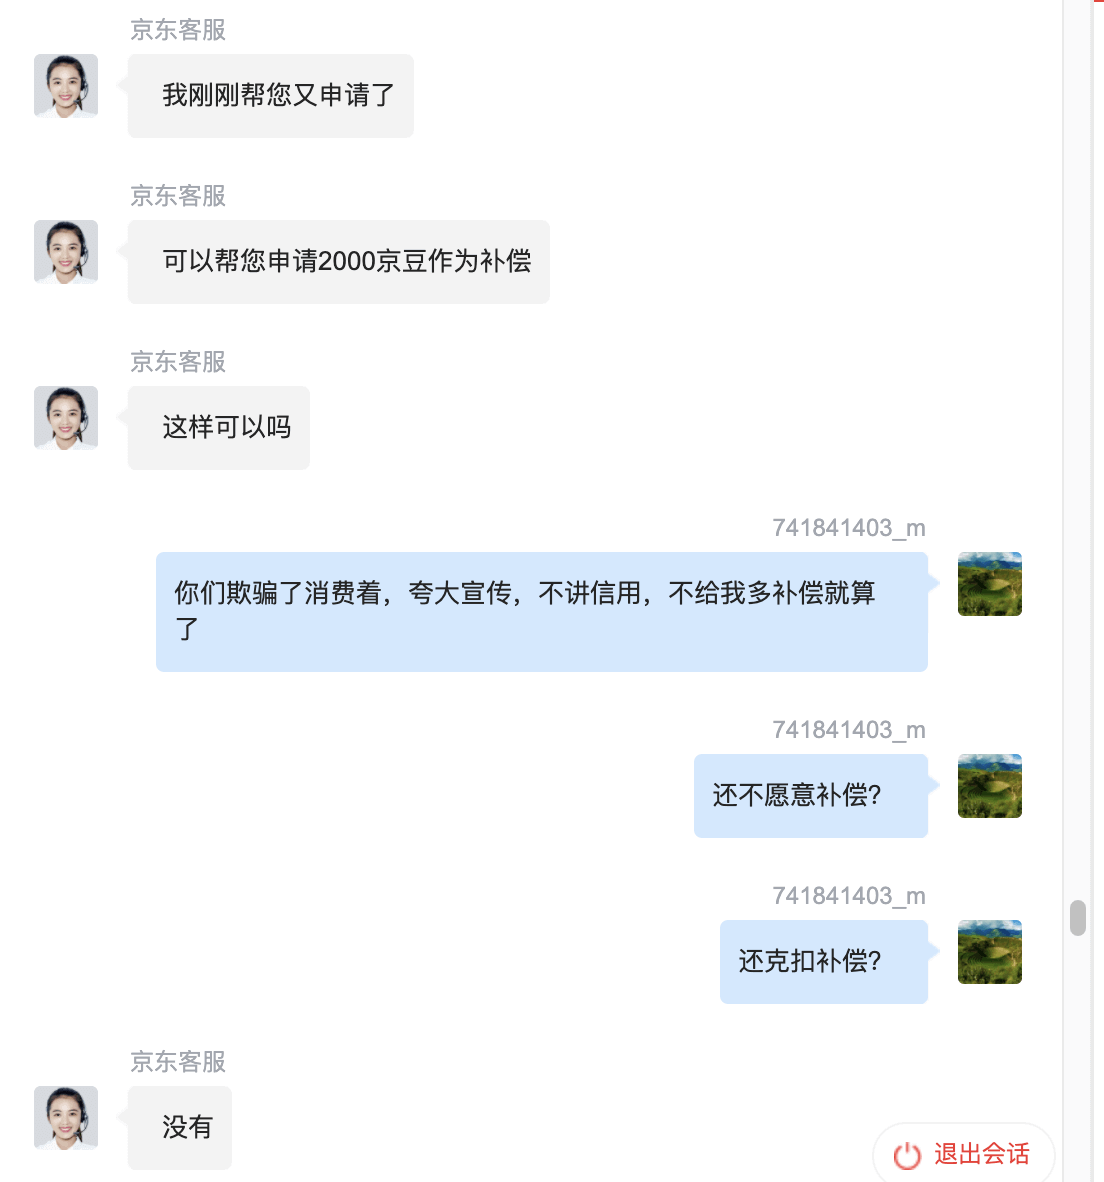 京东客服
我刚刚帮您又申请了
京东客服
可以帮您申请2000京豆作为补偿
京东客服
这样可以吗
741841403_m
你们欺骗了消费着，夸大宣传，不讲信用，不给我多补偿就算
了
741841403_m
还不愿意补偿?
741841403_m
还克扣补偿?
京东客服
没有
退出会话